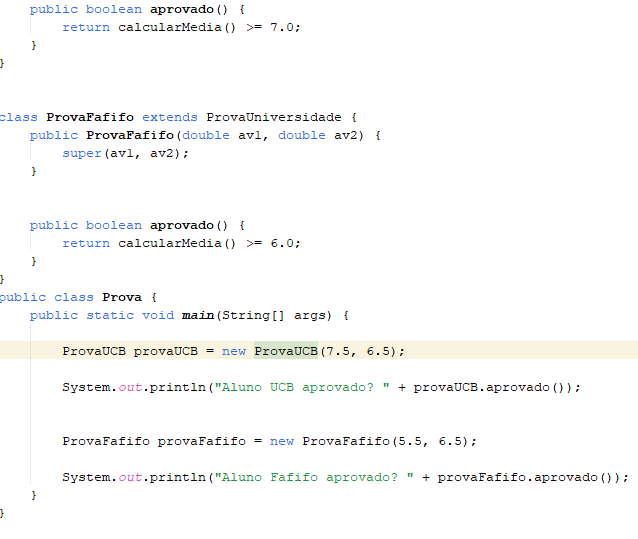 public boolean aprovado() {
return calcularMedia() >= 7.0;
}
}
class ProvaFafifo extends ProvaUniversidade {
public ProvaFafifo(double av1, double av2) {
super(av1, av2);
}
public boolean aprovado() {
return calcularMedia() >= 6.0;
}
}
public class Prova {
public static void main(String[] args) {
ProvaUCB provaUCB = new ProvaUCB(7.5, 6.5);
System.out.println("Aluno UCB aprovado? " + provaUCB.aprovado());
ProvaFafifo provaFafifo = new ProvaFafifo(5.5, 6.5);
System.out.println("Aluno Fafifo aprovado? " + provaFafifo.aprovado());
}
}